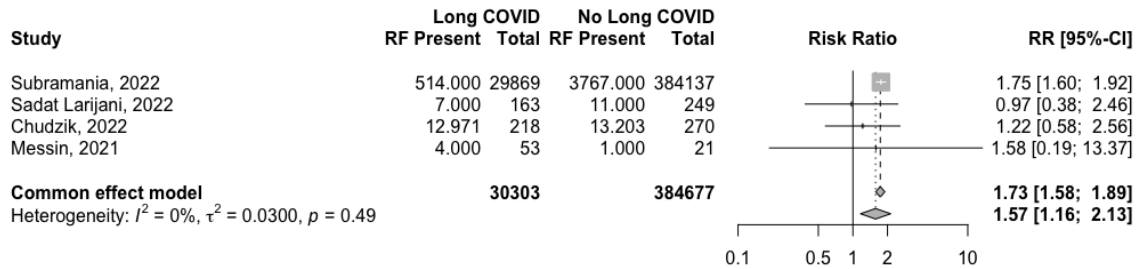 Long COVID No Long COVID
Study RF Present Total RF Present Total Risk Ratio RR [95%-CI]
Subramania, 2022 514.000 29869 3767.000 384137 1.75 [1.60; 1.92]
Sadat Larijani, 2022 7.000 163 11.000 249 0.97 [0.38; 2.46]
Chudzik, 2022 12.971 218 13.203 270 1.22 [0.58; 2.56]
Messin, 2021 4.000 53 1.000 21 1.58 [0.19; 13.37]
Common effect model 30303 384677 1.73 [1.58; 1.89]
Heterogeneity: I² = 0%, τ² = 0.0300, p = 0.49 1.57 [1.16; 2.13]
0.1 0.5 1 2 10